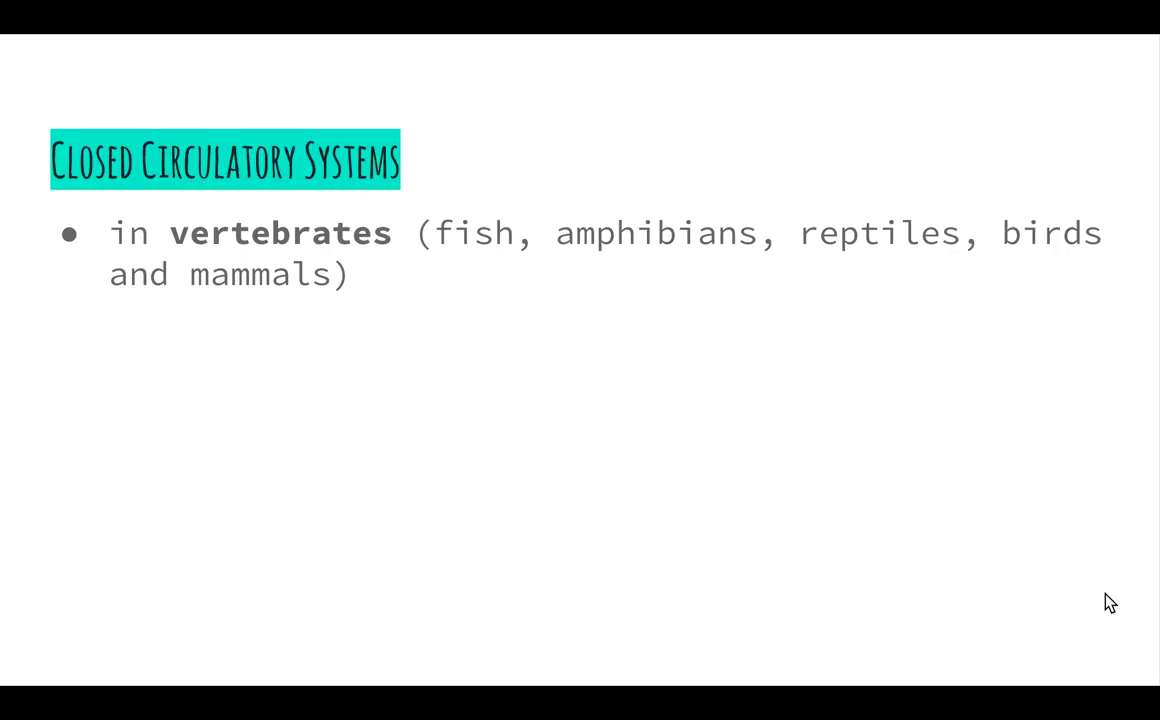 Closed Circulatory Systems
● in vertebrates (fish, amphibians, reptiles, birds
and mammals)